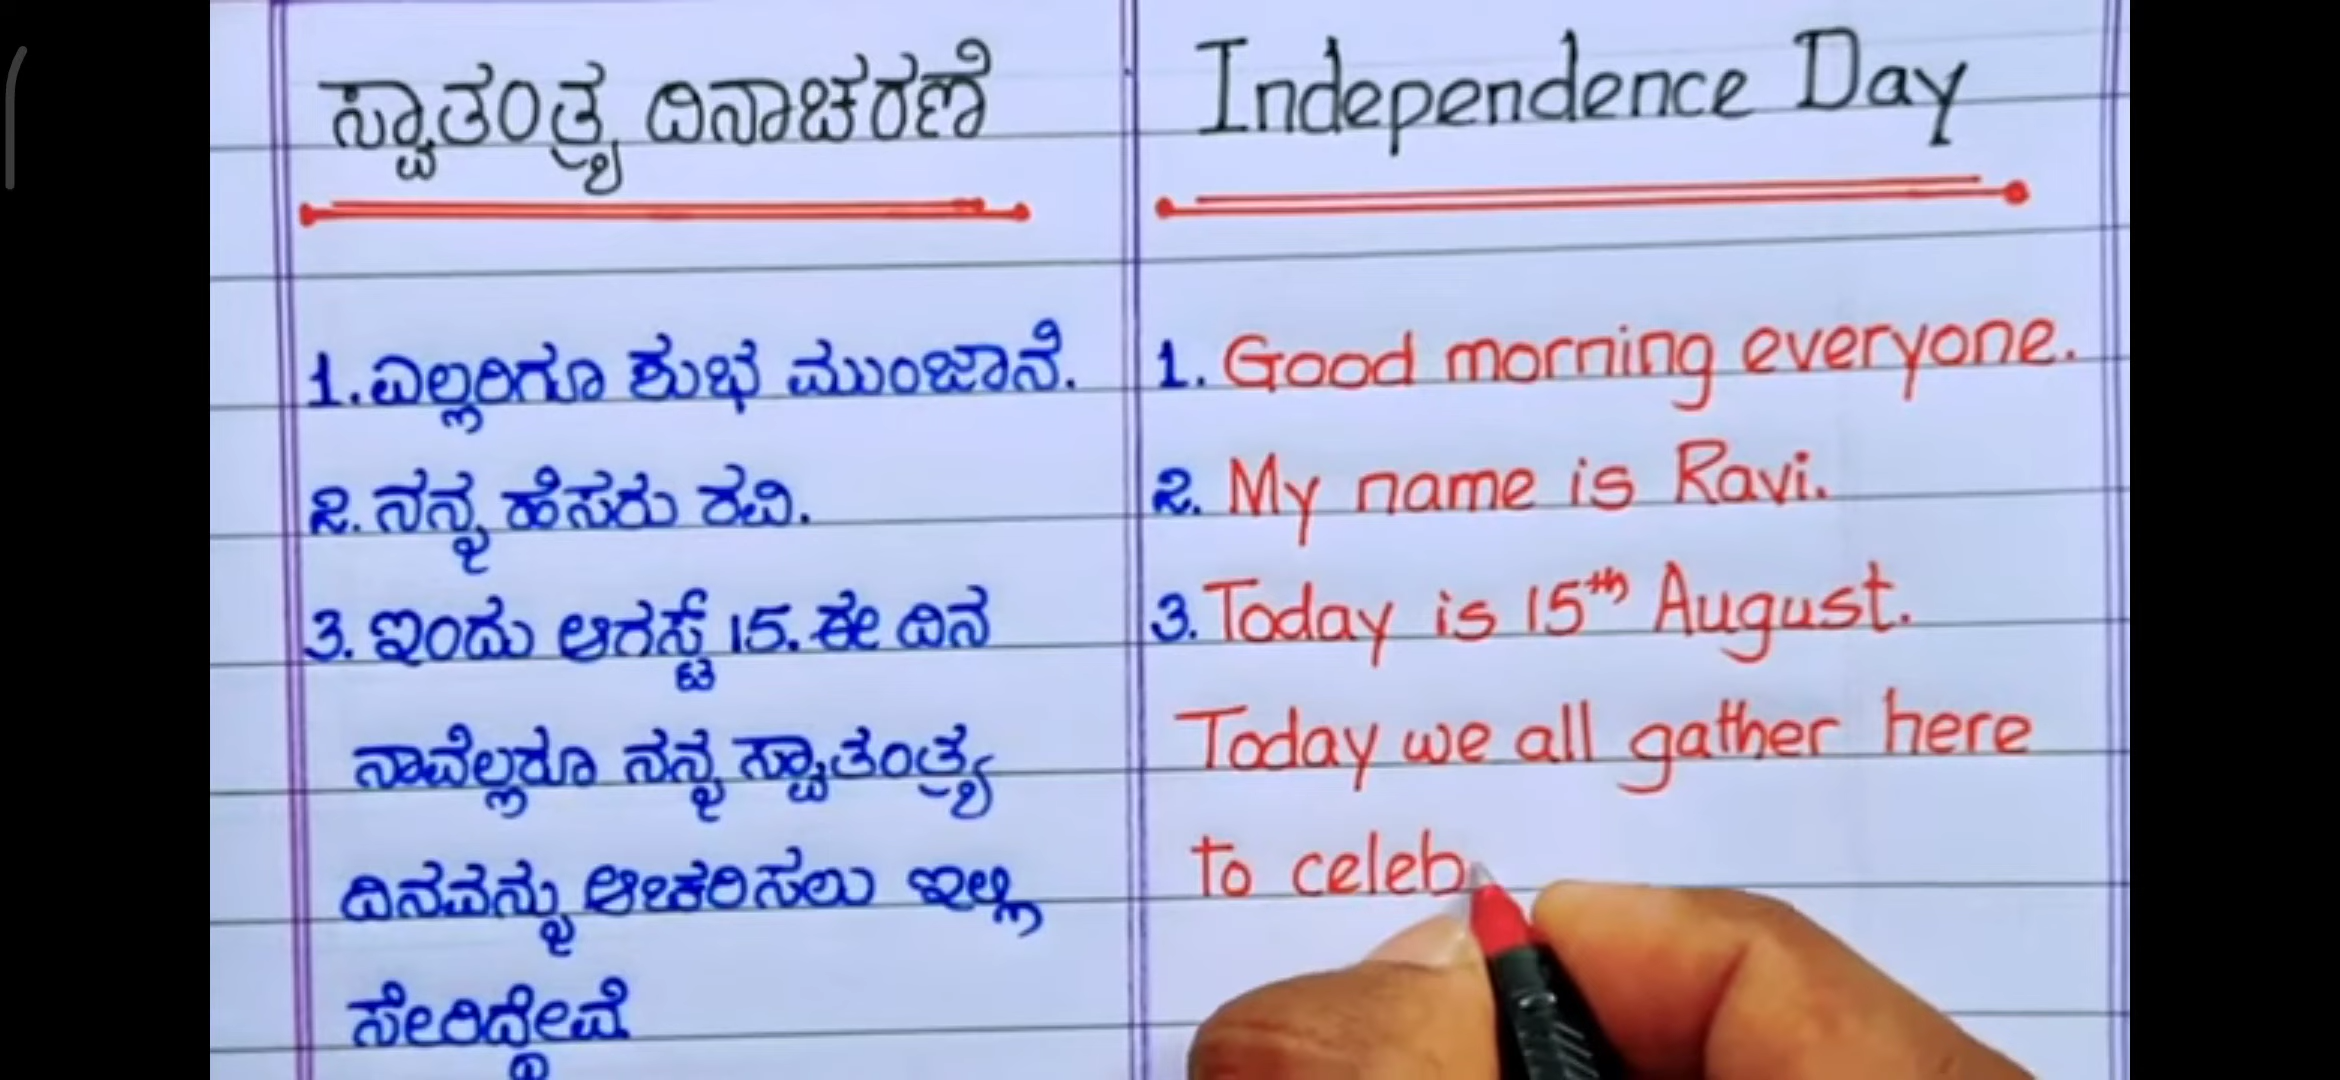 ಸ್ವಾತಂತ್ರ್ಯ ದಿನಾಚರಣೆ
1. ಎಲ್ಲರಿಗೂ ಶುಭ ಮುಂಜಾನೆ.
2. ನನ್ನ ಹೆಸರು ರವಿ.
3. ಇಂದು ಆಗಸ್ಟ್ 15. ಈ ದಿನ
ನಾವೆಲ್ಲರೂ ನನ್ನ ಸ್ವಾತಂತ್ರ್ಯ
ದಿನವನ್ನು ಆಚರಿಸಲು ಇಲ್ಲಿ
ಸೇರಿದ್ದೇವೆ
Independence Day
1. Good morning everyone.
2. My name is Ravi.
3. Today is 15th August.
Today we all gather here
to celeb